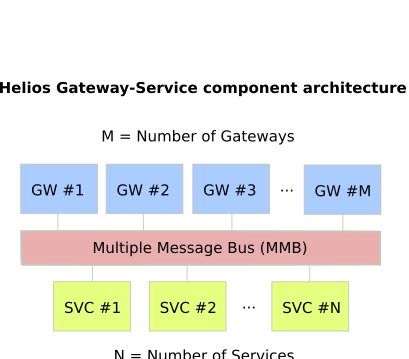 Helios Gateway-Service component architecture
M = Number of Gateways
GW #1 GW #2 GW #3 ... GW #M
Multiple Message Bus (MMB)
SVC #1 SVC #2 ... SVC #N
N = Number of Services